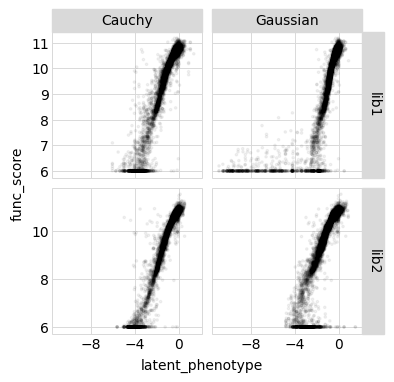 Cauchy Gaussian
11
10
9
8
7
6
lib1
func_score
10
8
6
lib2
−8 −4 0 −8 −4 0
latent_phenotype